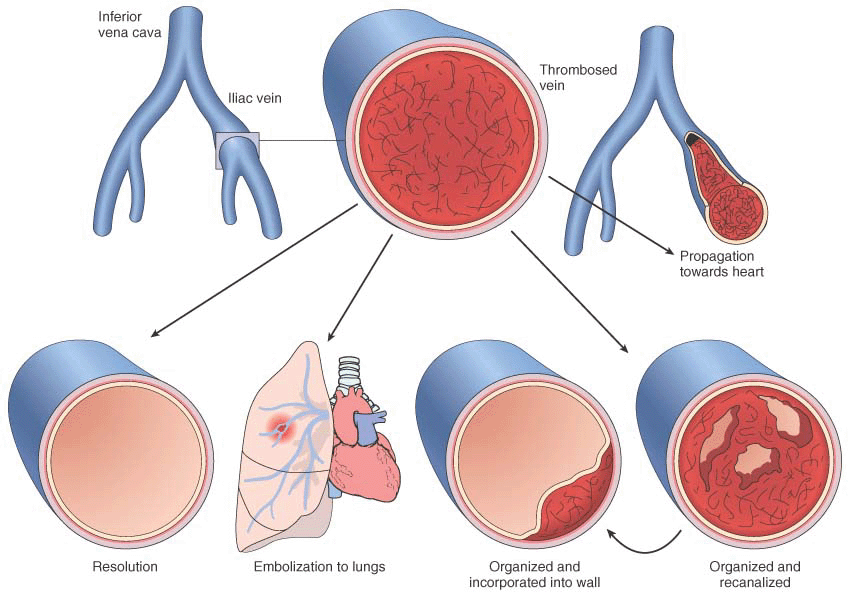 Inferior
vena cava
Iliac vein
Thrombosed
vein
Propagation
towards heart
Resolution
Embolization to lungs
Organized and
incorporated into wall
Organized and
recanalized